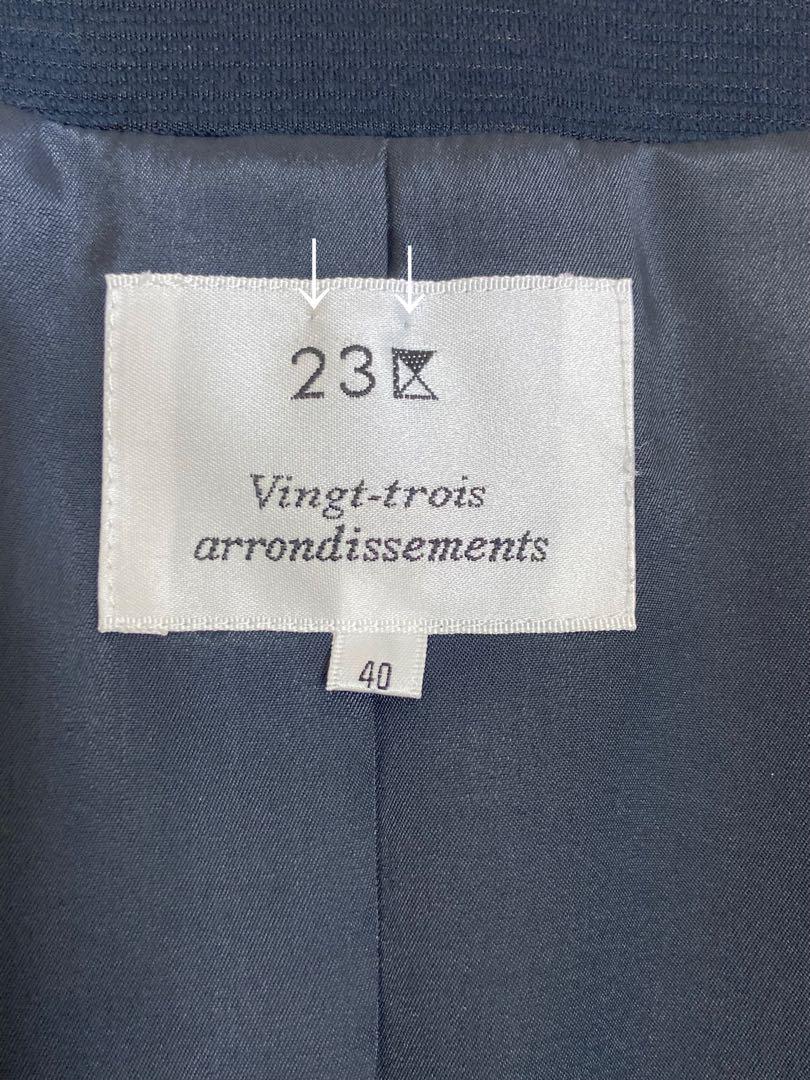 23区
Vingt-trois
arrondissements
40